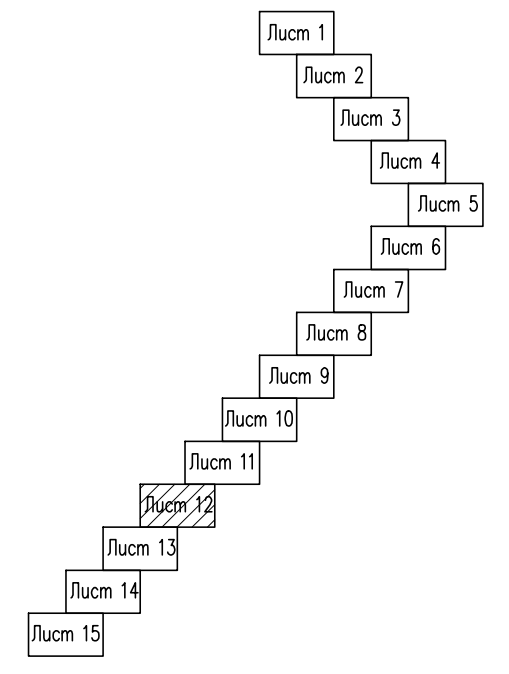 Лист 1
Лист 2
Лист 3
Лист 4
Лист 5
Лист 6
Лист 7
Лист 8
Лист 9
Лист 10
Лист 11
Лист 12
Лист 13
Лист 14
Лист 15